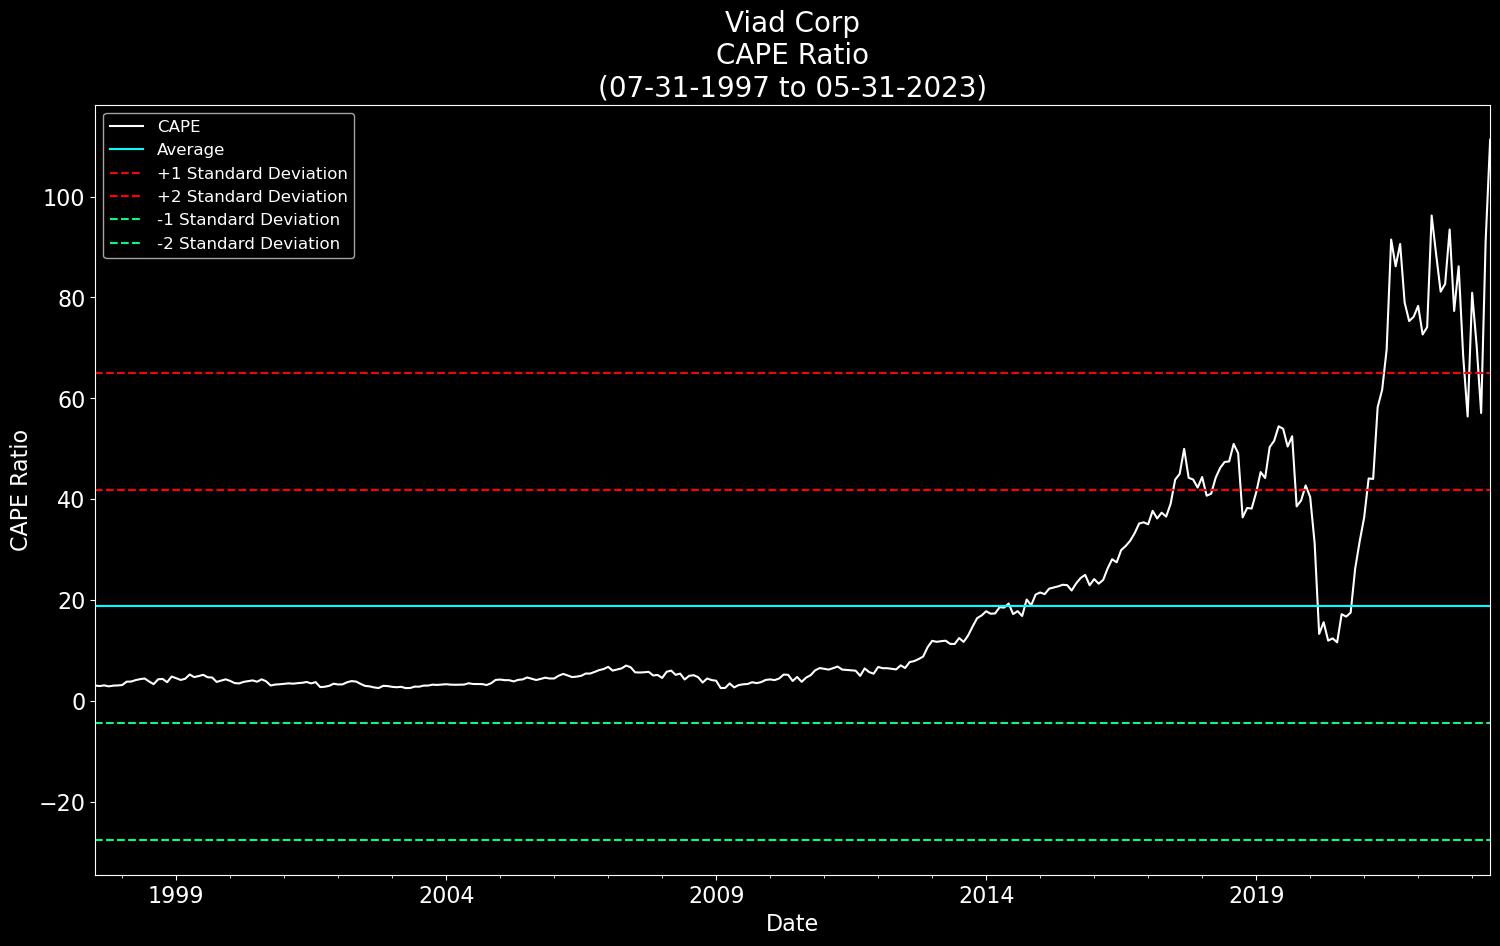 Viad Corp
CAPE Ratio
(07-31-1997 to 05-31-2023)
CAPE
Average
+1 Standard Deviation
+2 Standard Deviation
-1 Standard Deviation
-2 Standard Deviation
CAPE Ratio
100
80
60
40
20
0
−20
1999
2004
2009
2014
2019
Date